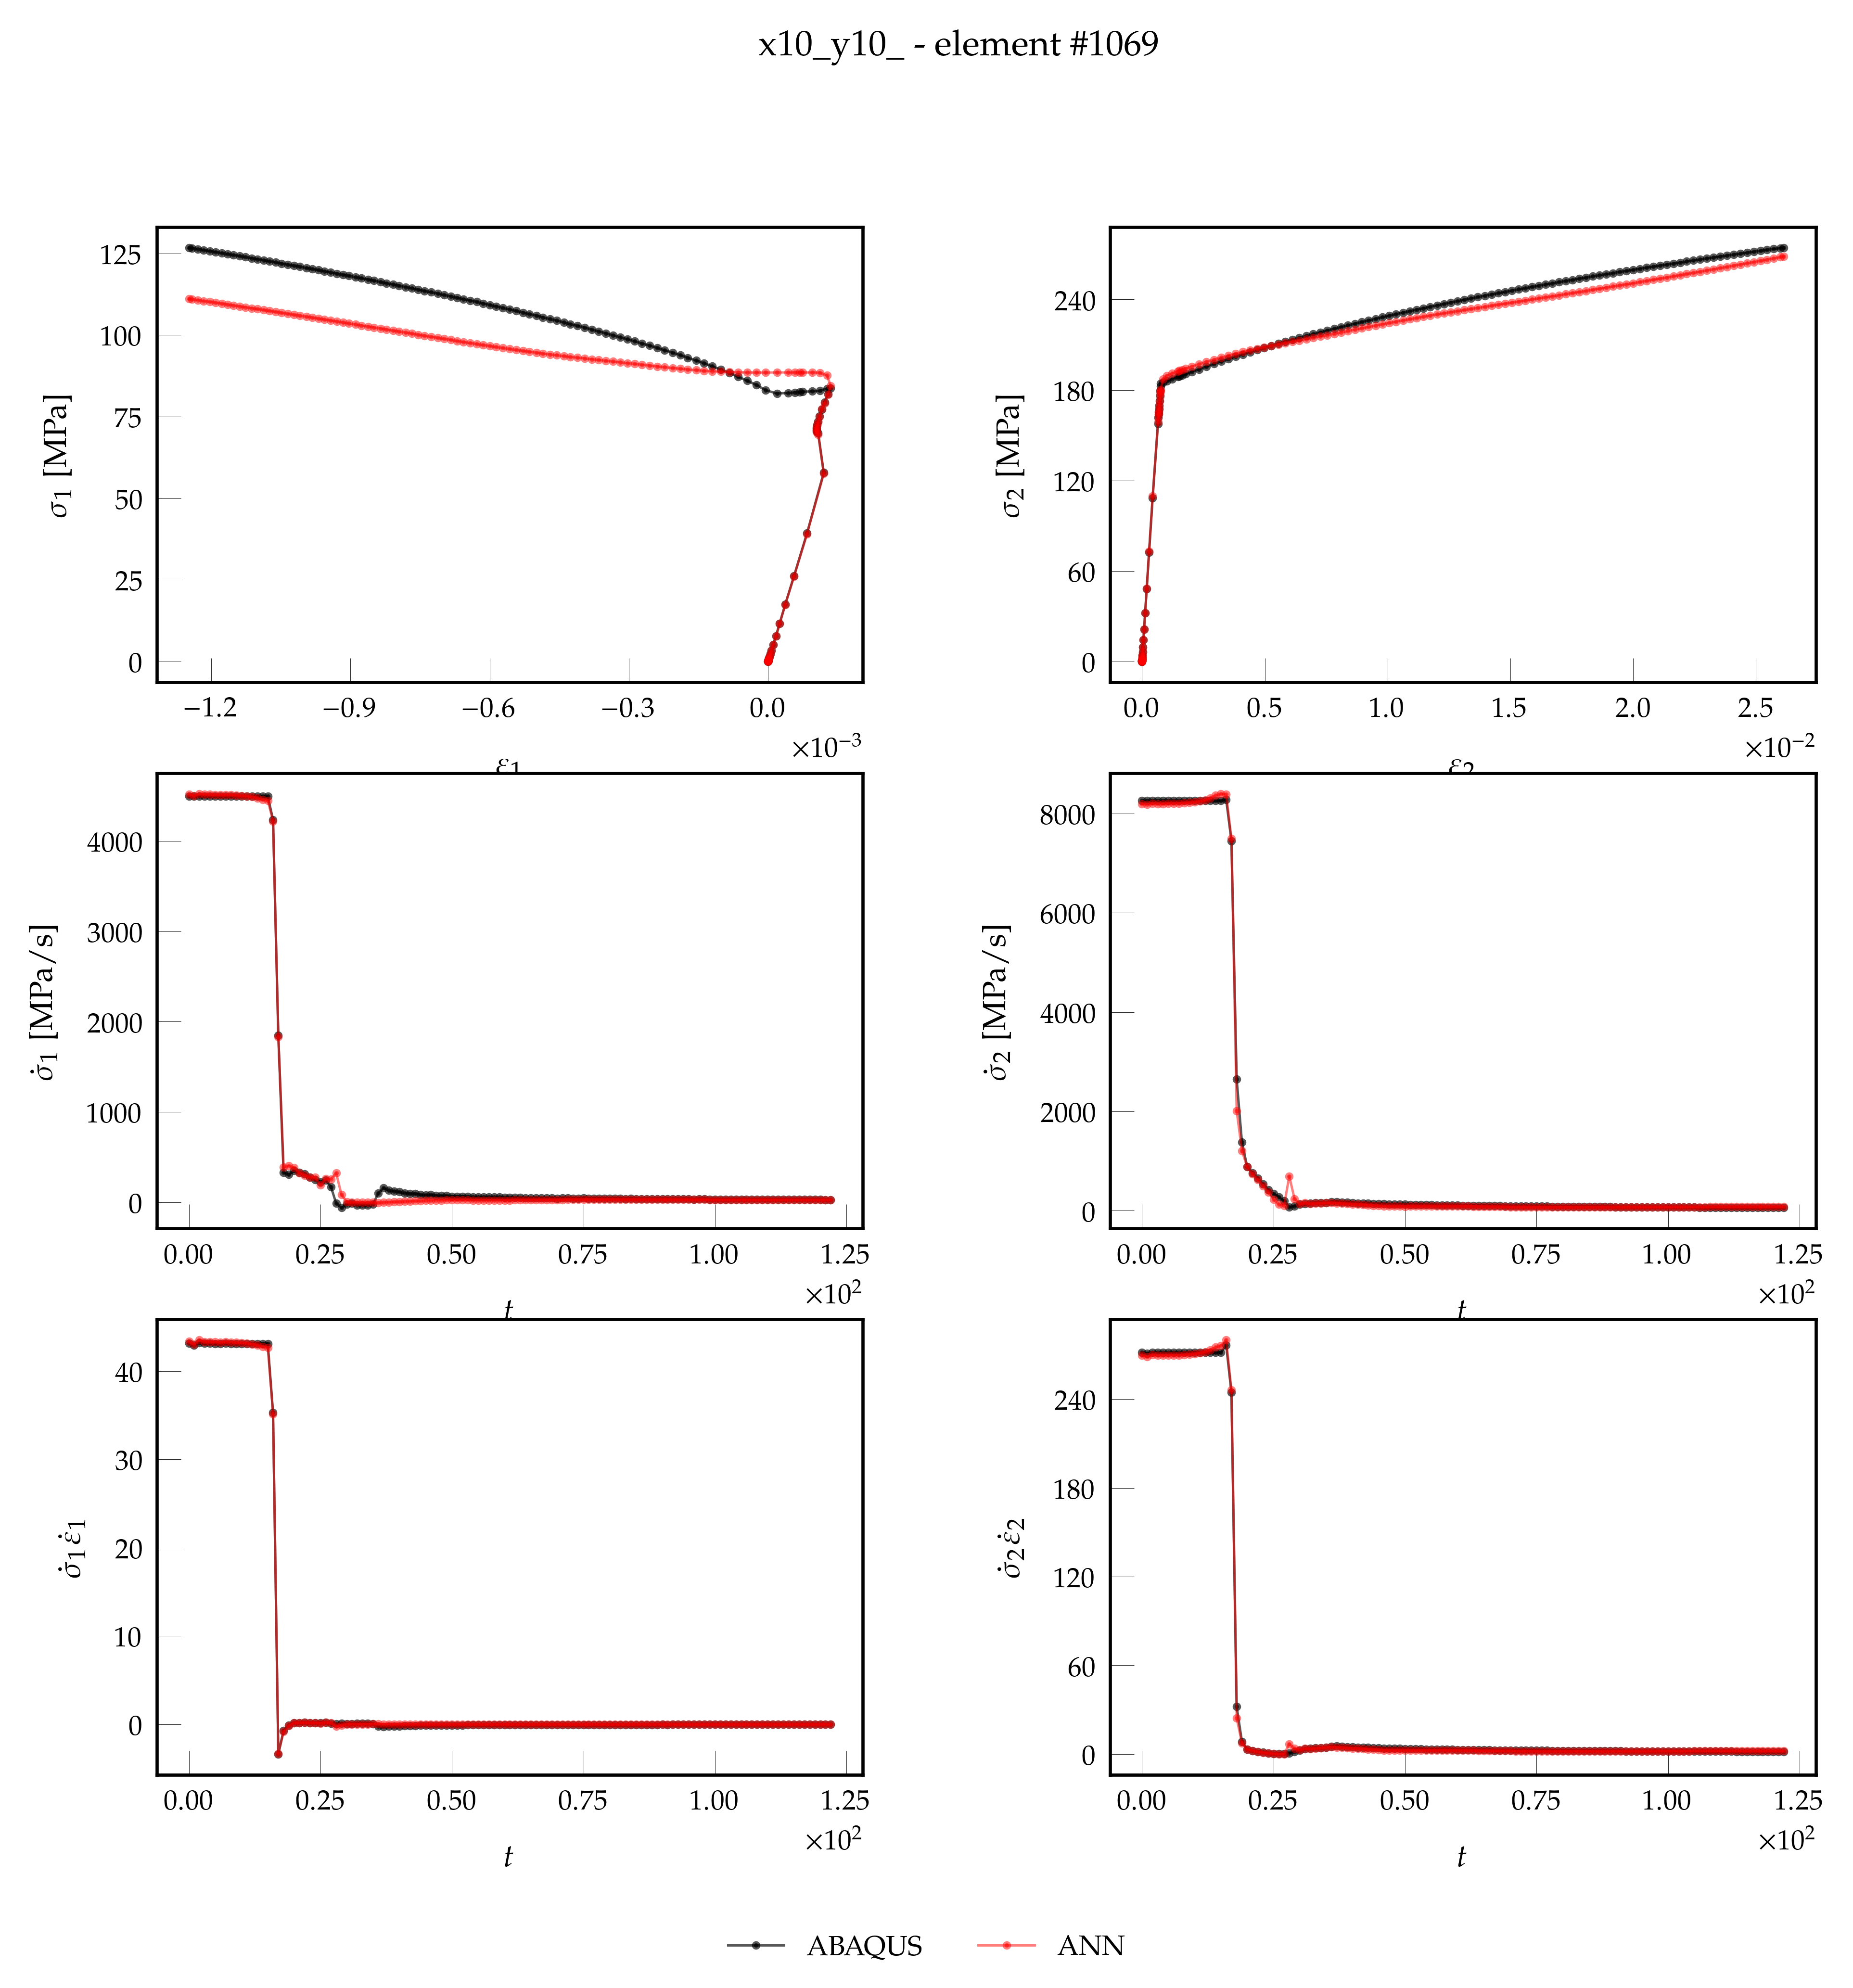 x10_y10_ - element #1069
σ₁ [MPa]
125
100
75
50
25
0
−1.2 −0.9 −0.6 −0.3 0.0
×10⁻³
ε₁
σ₂ [MPa]
240
180
120
60
0
0.0 0.5 1.0 1.5 2.0 2.5
×10⁻²
ε₂
σ̇₁ [MPa/s]
4000
3000
2000
1000
0
0.00 0.25 0.50 0.75 1.00 1.25
×10²
t
σ̇₂ [MPa/s]
8000
6000
4000
2000
0
0.00 0.25 0.50 0.75 1.00 1.25
×10²
t
σ̇₁ε̇₁
40
30
20
10
0
0.00 0.25 0.50 0.75 1.00 1.25
×10²
t
σ̇₂ε̇₂
240
180
120
60
0
0.00 0.25 0.50 0.75 1.00 1.25
×10²
t
ABAQUS ANN